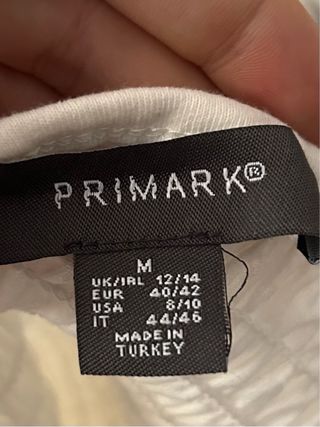 PRIMARK®
M
UK/IRL 12/14
EUR 40/42
USA 8/10
IT 44/46
MADE IN
TURKEY